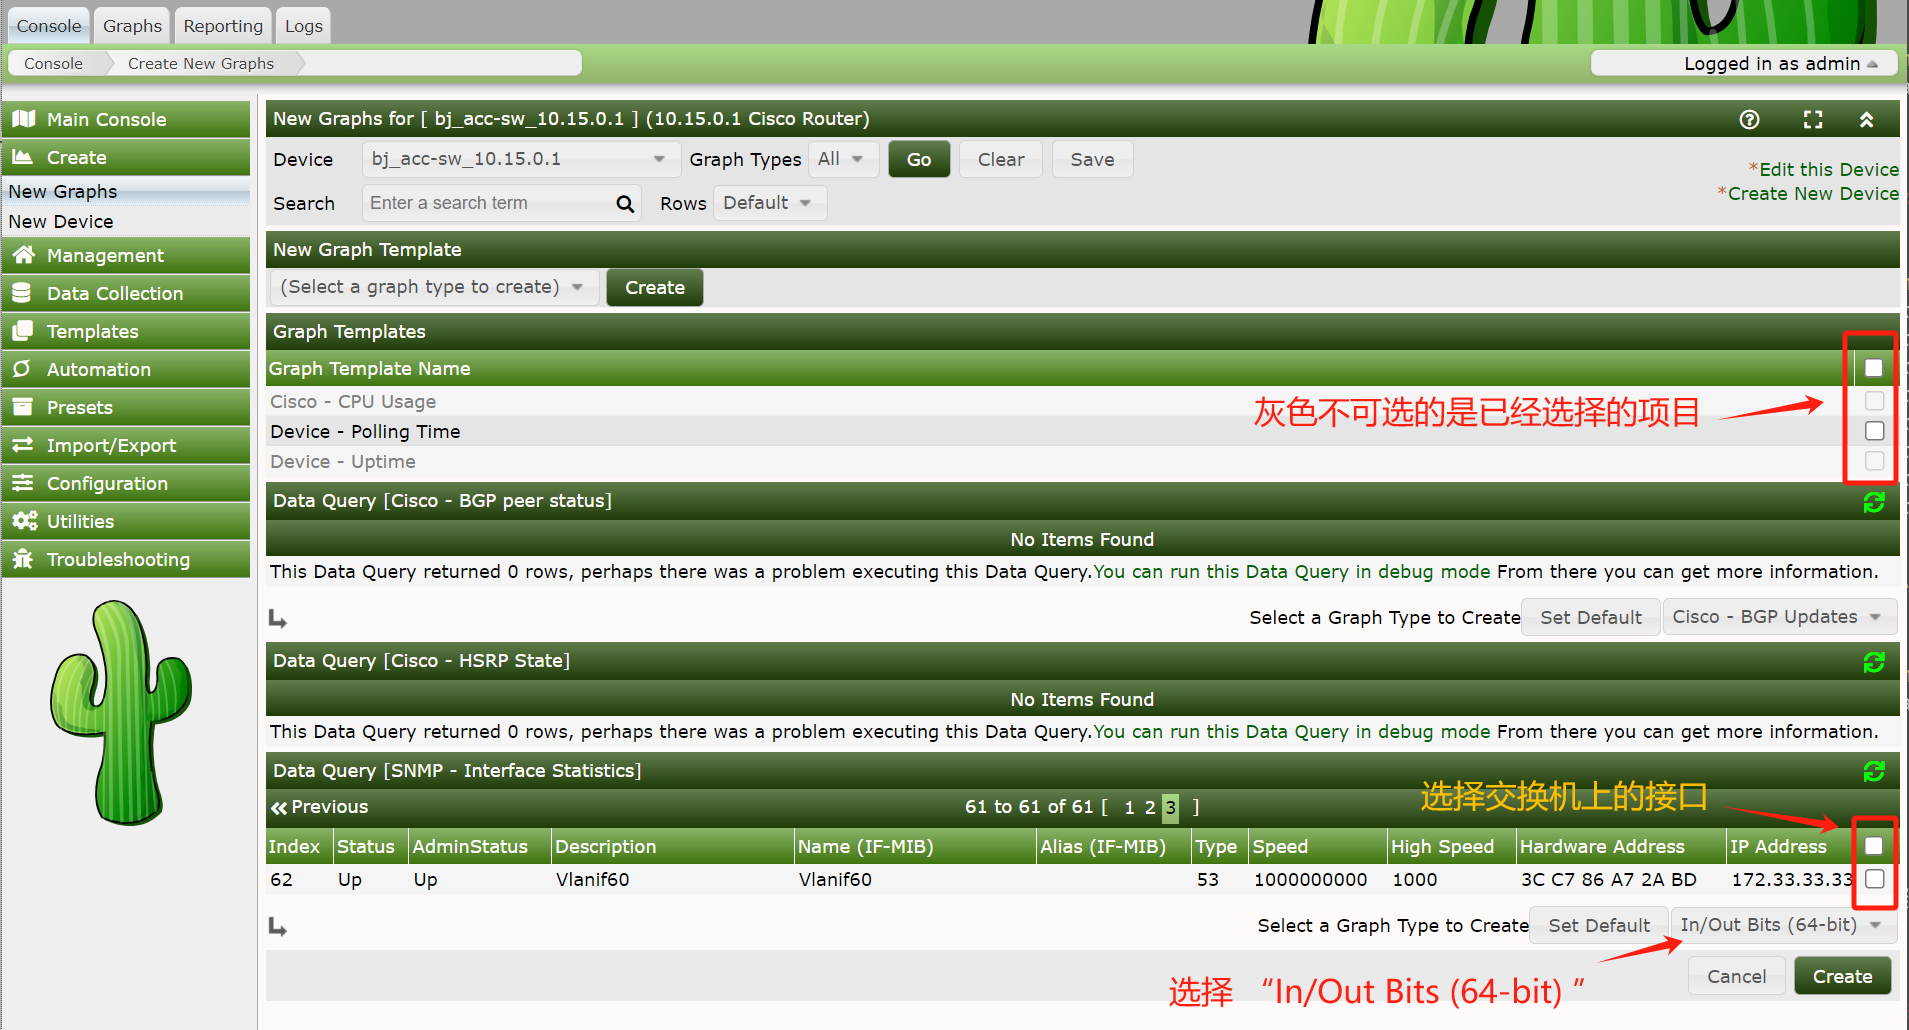 Console Graphs Reporting Logs
Console Create New Graphs Logged in as admin
Main Console
Create
New Graphs
New Device
Management
Data Collection
Templates
Automation
Presets
Import/Export
Configuration
Utilities
Troubleshooting
New Graphs for [ bj_acc-sw_10.15.0.1 ] (10.15.0.1 Cisco Router)
Device bj_acc-sw_10.15.0.1 Graph Types All Go Clear Save
*Edit this Device
*Create New Device
Search Enter a search term Rows Default
New Graph Template
(Select a graph type to create) Create
Graph Templates
Graph Template Name
Cisco - CPU Usage
灰色不可选的是已经选择的项目
Device - Polling Time
Device - Uptime
Data Query [Cisco - BGP peer status]
No Items Found
This Data Query returned 0 rows, perhaps there was a problem executing this Data Query.You can run this Data Query in debug mode From there you can get more information.
Select a Graph Type to Create Set Default Cisco - BGP Updates
Data Query [Cisco - HSRP State]
No Items Found
This Data Query returned 0 rows, perhaps there was a problem executing this Data Query.You can run this Data Query in debug mode From there you can get more information.
Data Query [SNMP - Interface Statistics]
选择交换机上的接口
Previous 61 to 61 of 61 [ 1 2 3 ]
Index Status AdminStatus Description Name (IF-MIB) Alias (IF-MIB) Type Speed High Speed Hardware Address IP Address
62 Up Up Vlanif60 Vlanif60 53 1000000000 1000 3C C7 86 A7 2A BD 172.33.33.33
Select a Graph Type to Create Set Default In/Out Bits (64-bit)
Cancel Create
选择 “In/Out Bits (64-bit) ”